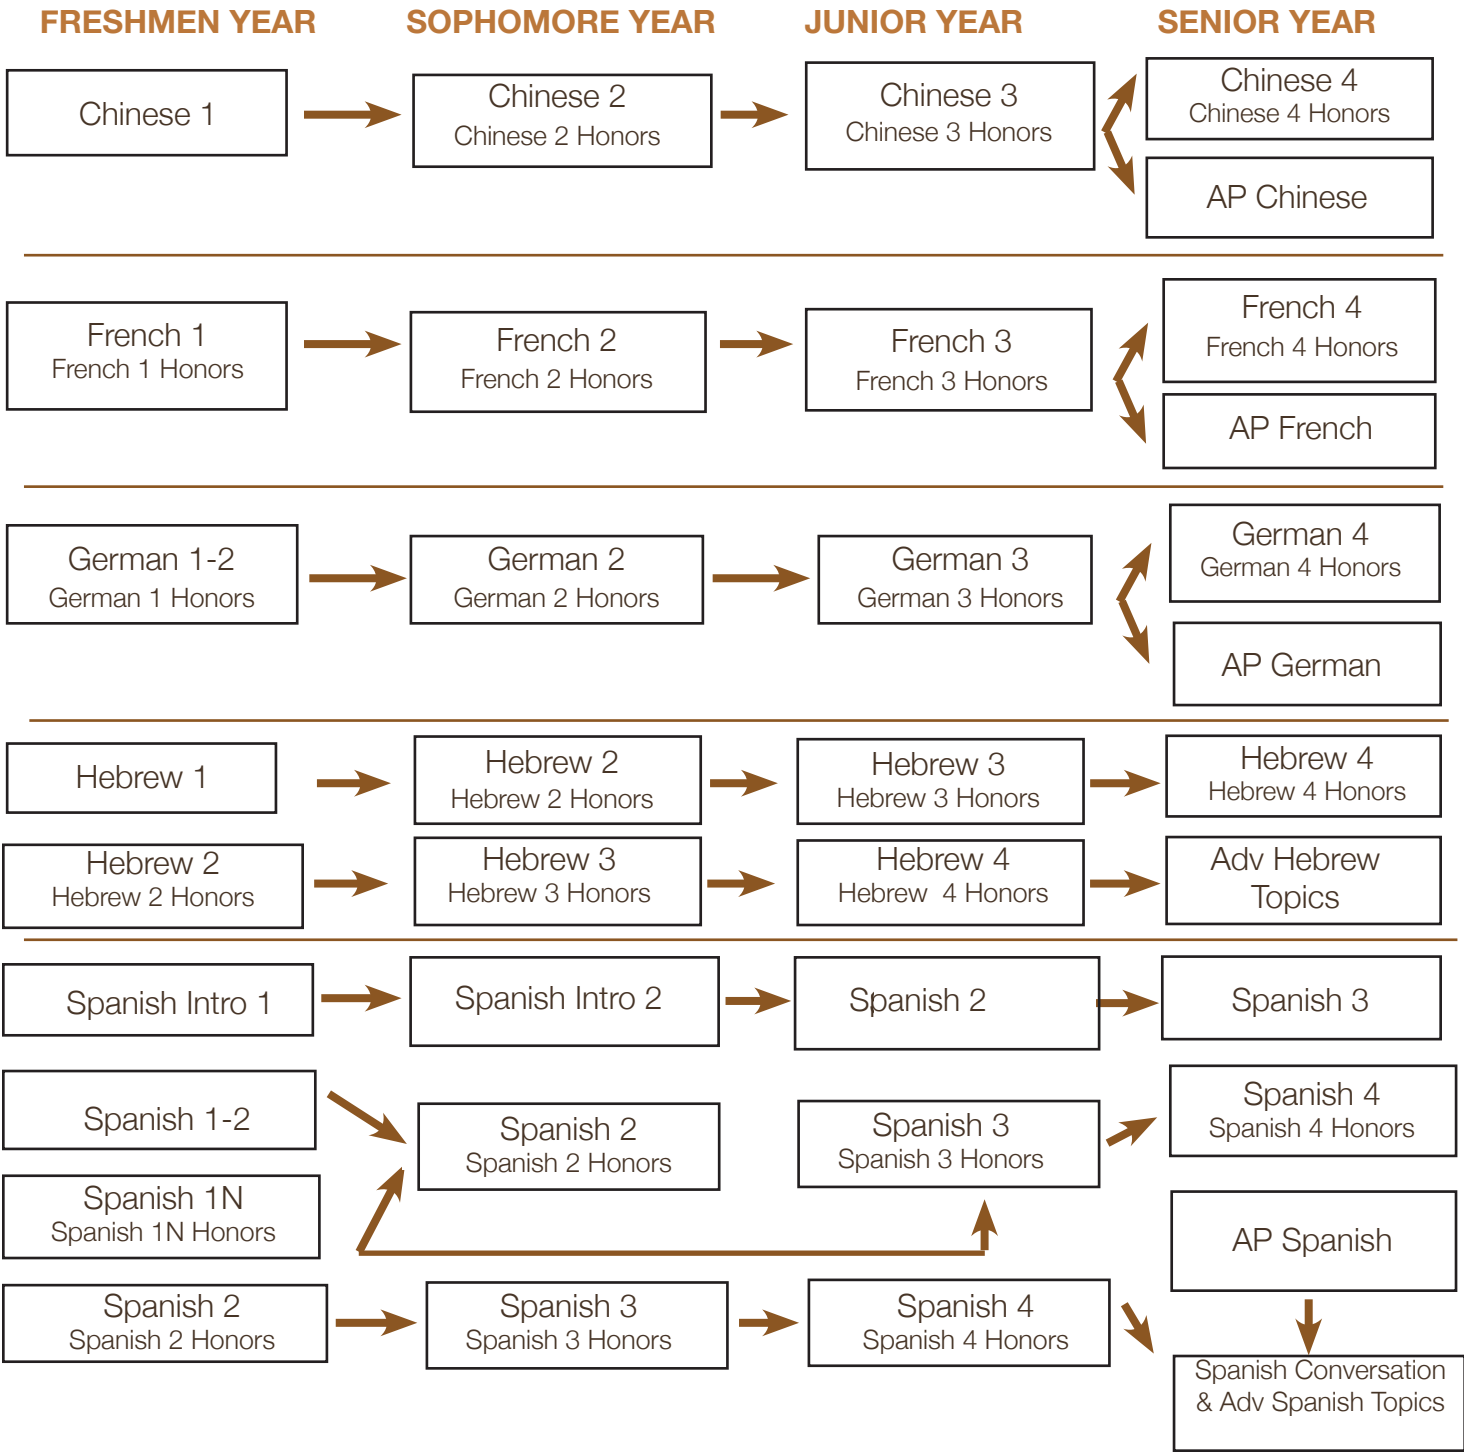 FRESHMEN YEAR
SOPHOMORE YEAR
JUNIOR YEAR
SENIOR YEAR
Chinese 1
Chinese 2
Chinese 2 Honors
Chinese 3
Chinese 3 Honors
Chinese 4
Chinese 4 Honors
AP Chinese
French 1
French 1 Honors
French 2
French 2 Honors
French 3
French 3 Honors
French 4
French 4 Honors
AP French
German 1-2
German 1 Honors
German 2
German 2 Honors
German 3
German 3 Honors
German 4
German 4 Honors
AP German
Hebrew 1
Hebrew 2
Hebrew 2 Honors
Hebrew 3
Hebrew 3 Honors
Hebrew 4
Hebrew 4 Honors
Hebrew 2
Hebrew 2 Honors
Hebrew 3
Hebrew 3 Honors
Hebrew 4
Hebrew 4 Honors
Adv Hebrew
Topics
Spanish Intro 1
Spanish Intro 2
Spanish 2
Spanish 3
Spanish 1-2
Spanish 2
Spanish 2 Honors
Spanish 3
Spanish 3 Honors
Spanish 4
Spanish 4 Honors
Spanish 1N
Spanish 1N Honors
AP Spanish
Spanish 2
Spanish 2 Honors
Spanish 3
Spanish 3 Honors
Spanish 4
Spanish 4 Honors
Spanish Conversation
& Adv Spanish Topics